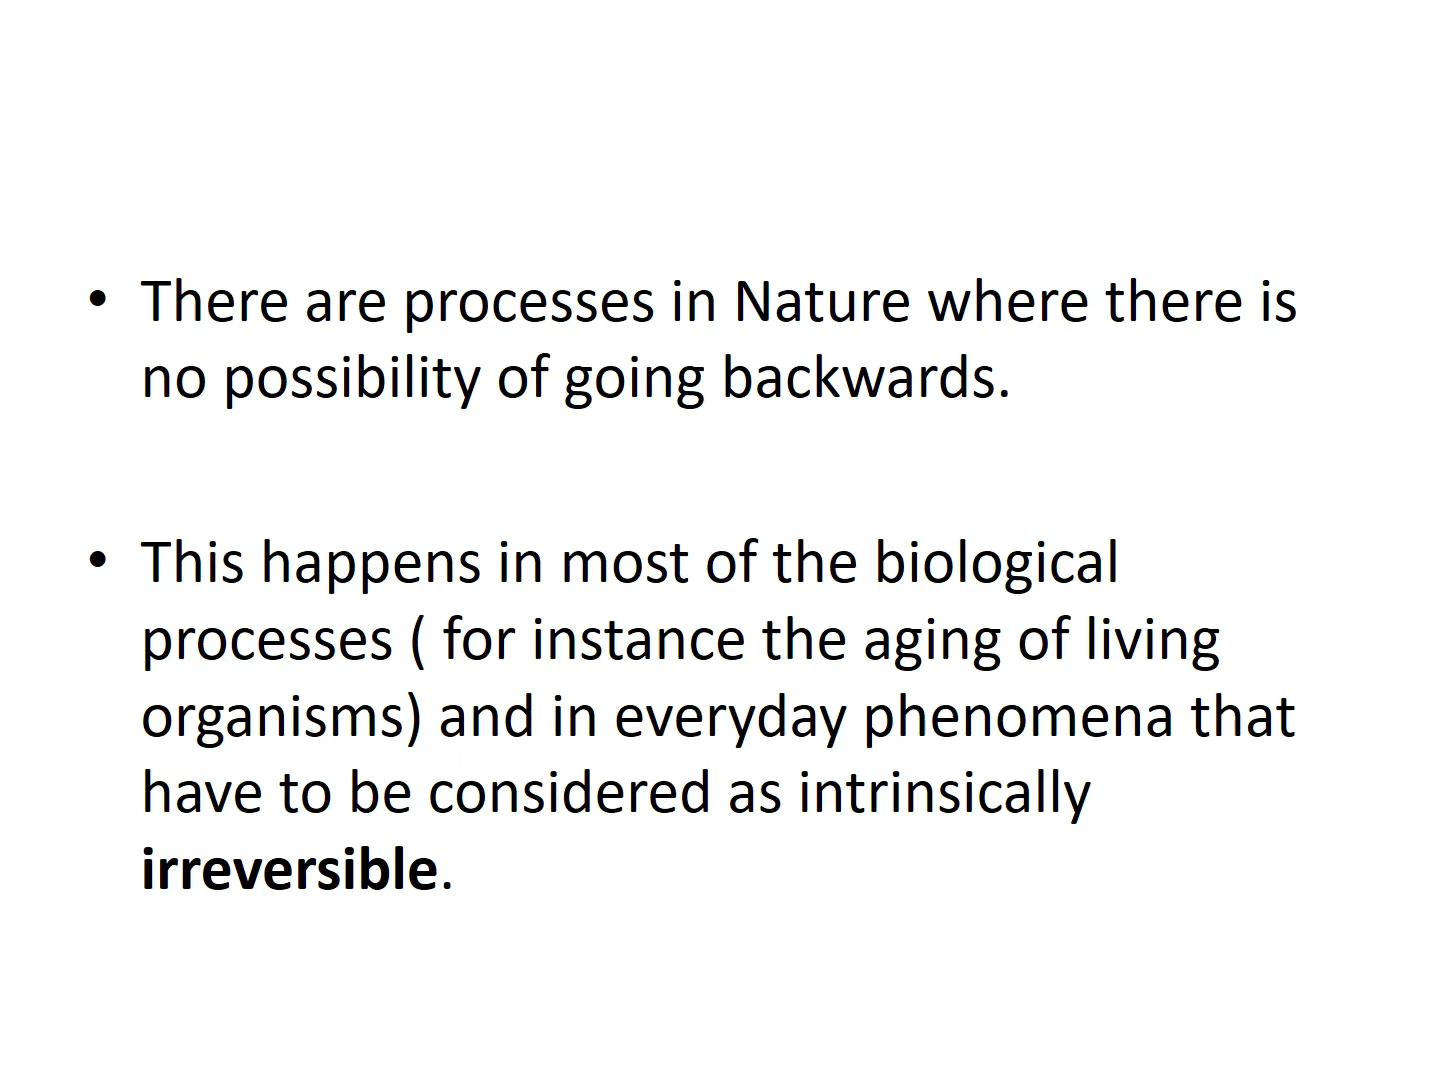 • There are processes in Nature where there is
no possibility of going backwards.
• This happens in most of the biological
processes ( for instance the aging of living
organisms) and in everyday phenomena that
have to be considered as intrinsically
irreversible.